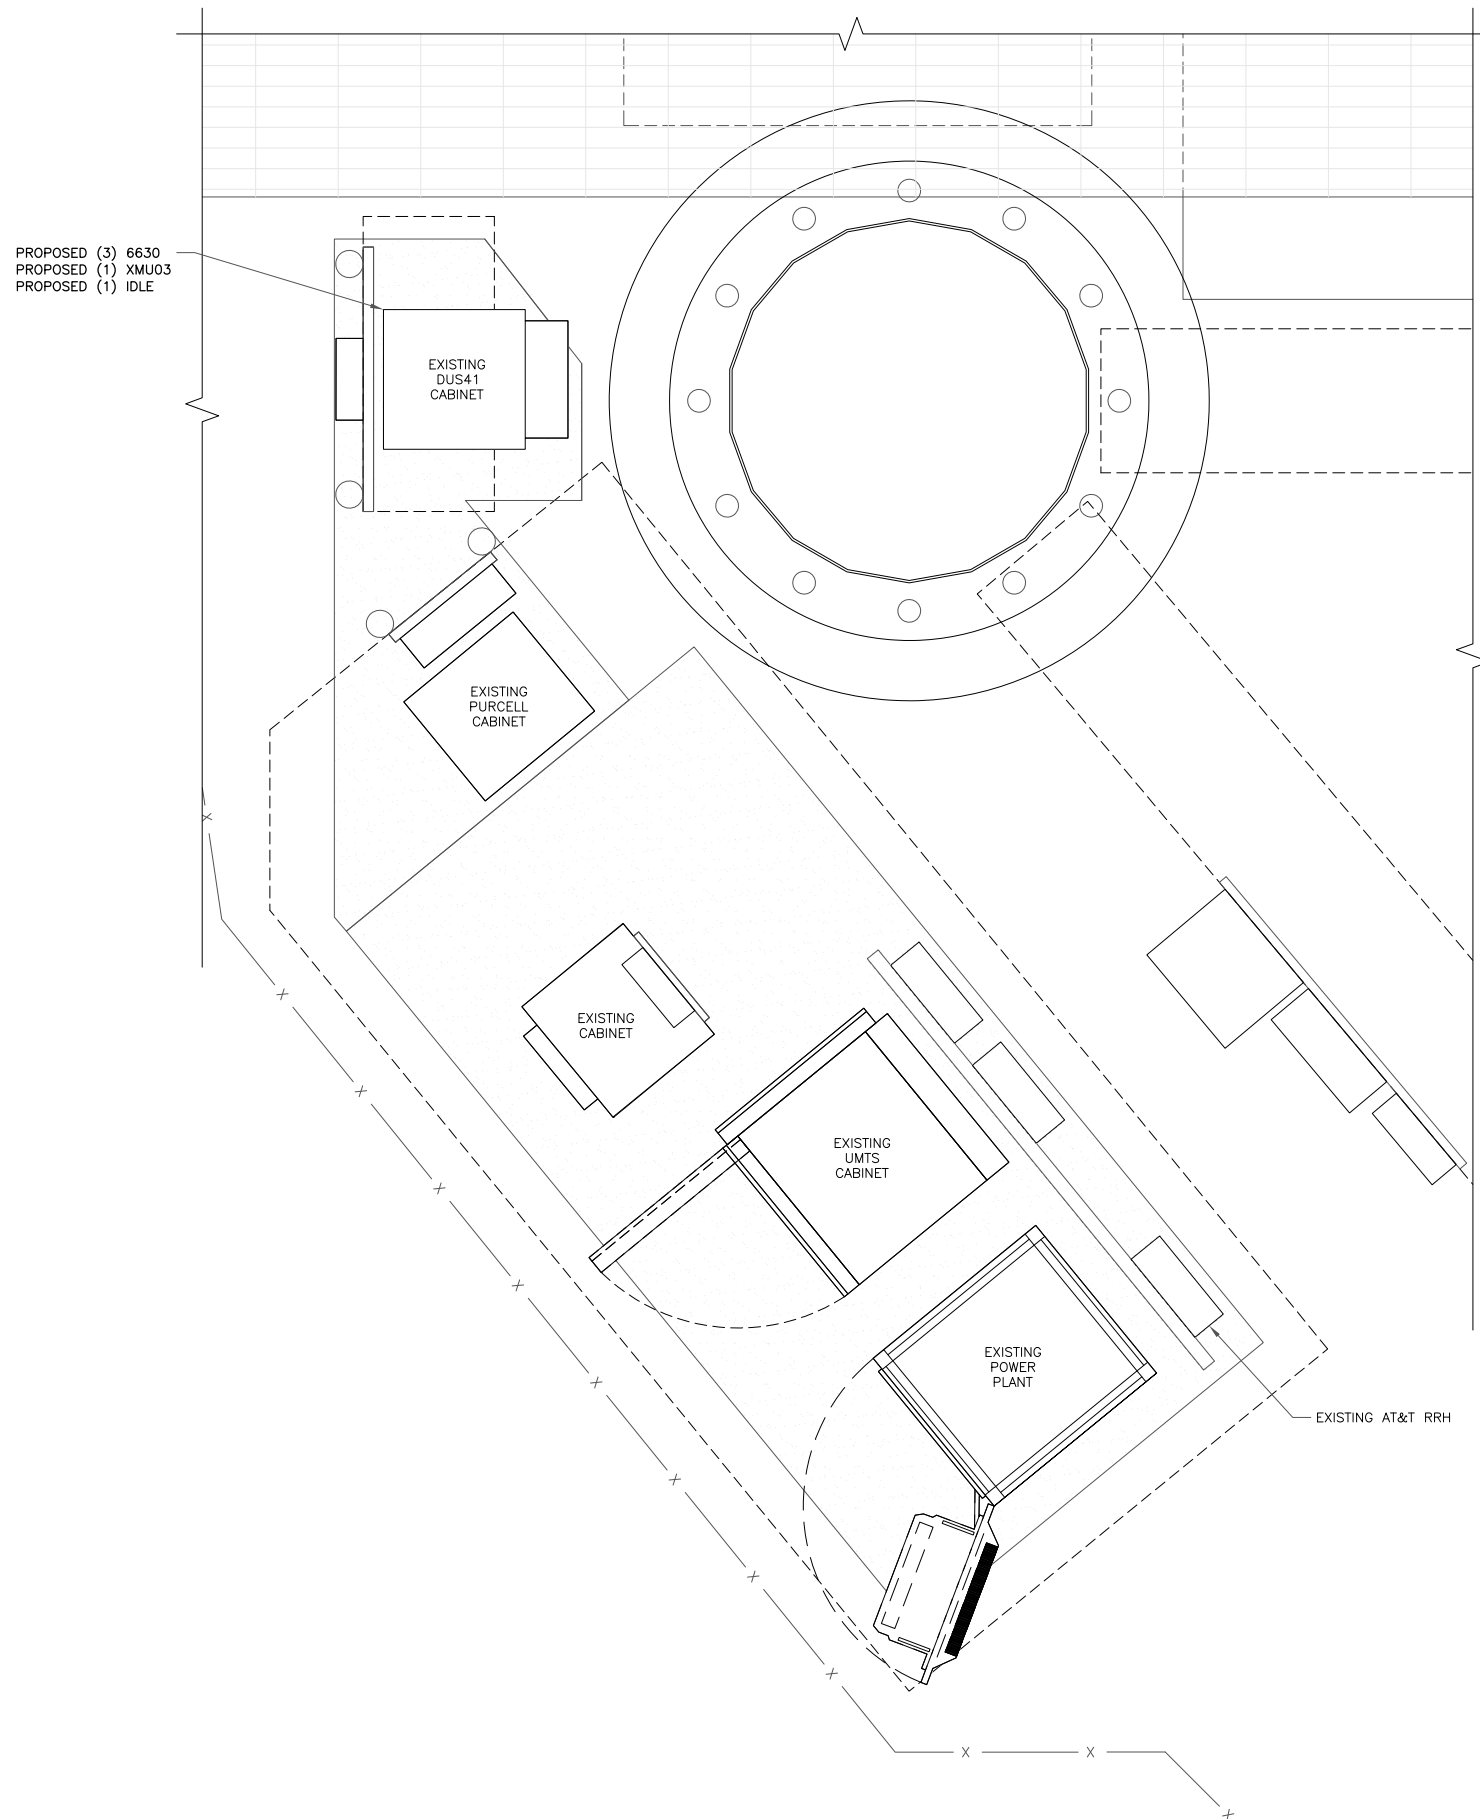 PROPOSED (3) 6630
PROPOSED (1) XMU03
PROPOSED (1) IDLE
EXISTING
DUS41
CABINET
EXISTING
PURCELL
CABINET
X
X
EXISTING
CABINET
X
EXISTING
UMTS
CABINET
X
X
EXISTING
POWER
PLANT
X
EXISTING AT&T RRH
X
X
X
X
X
X